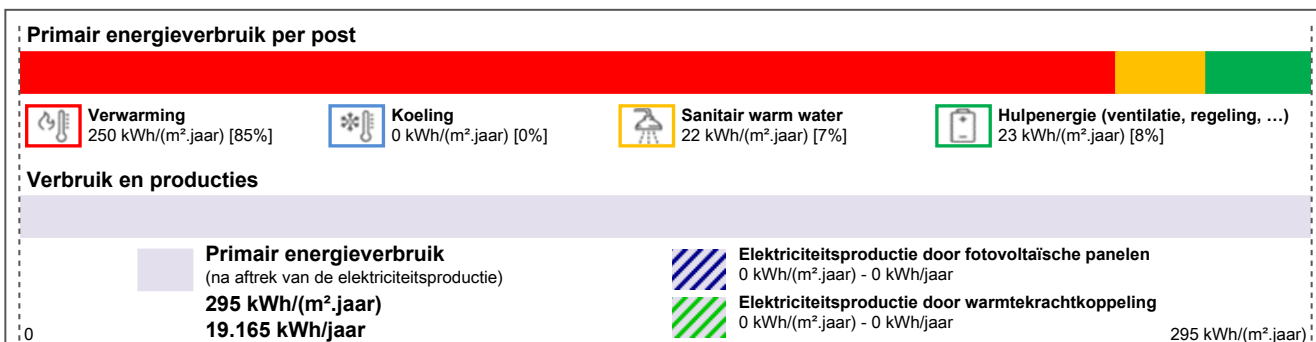 Primair energieverbruik per post
Verwarming
250 kWh/(m².jaar) [85%]
Koeling
0 kWh/(m².jaar) [0%]
Sanitair warm water
22 kWh/(m².jaar) [7%]
Hulpenergie (ventilatie, regeling, …)
23 kWh/(m².jaar) [8%]
Verbruik en producties
Primair energieverbruik
(na aftrek van de elektriciteitsproductie)
295 kWh/(m².jaar)
19.165 kWh/jaar
Elektriciteitsproductie door fotovoltaïsche panelen
0 kWh/(m².jaar) - 0 kWh/jaar
Elektriciteitsproductie door warmtekrachtkoppeling
0 kWh/(m².jaar) - 0 kWh/jaar
0
295 kWh/(m².jaar)